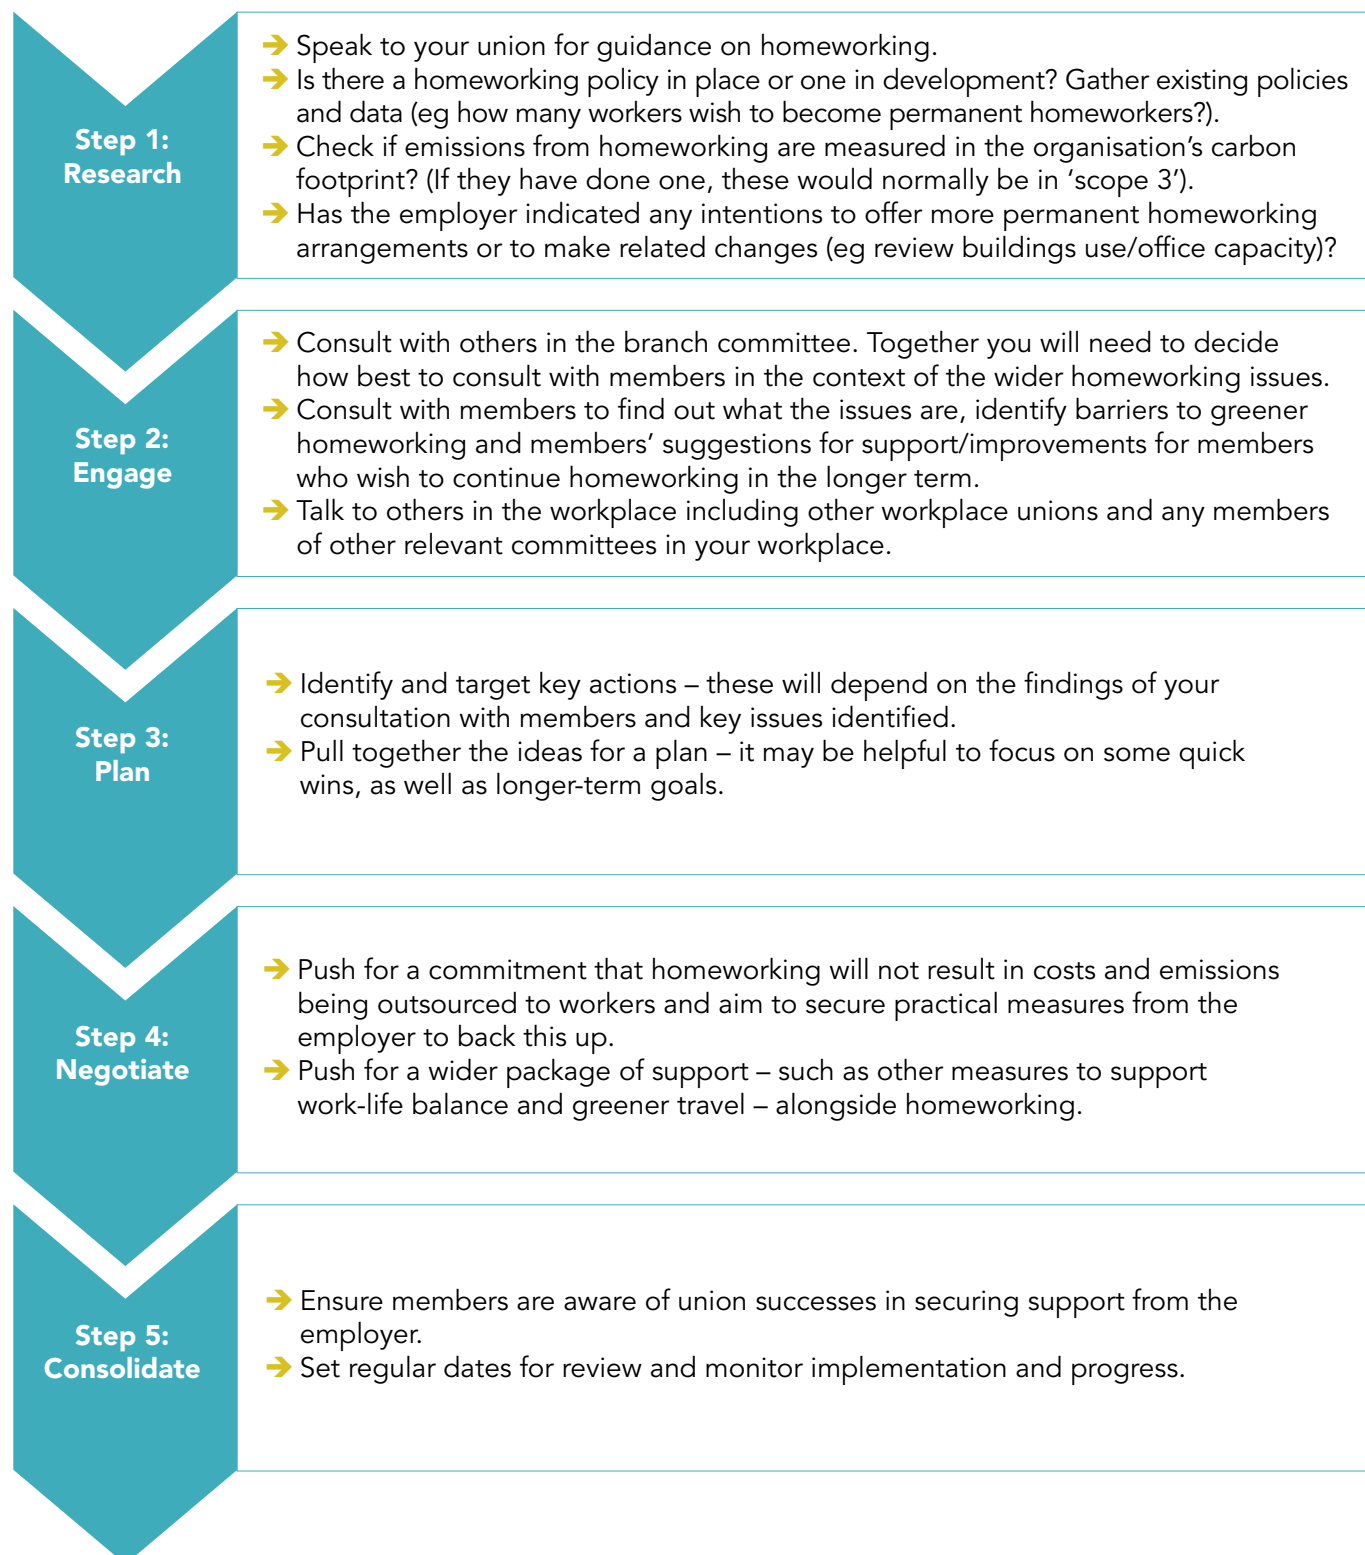 Step 1:
Research
➔ Speak to your union for guidance on homeworking.
➔ Is there a homeworking policy in place or one in development? Gather existing policies
and data (eg how many workers wish to become permanent homeworkers?).
➔ Check if emissions from homeworking are measured in the organisation’s carbon
footprint? (If they have done one, these would normally be in ‘scope 3’).
➔ Has the employer indicated any intentions to offer more permanent homeworking
arrangements or to make related changes (eg review buildings use/office capacity)?
Step 2:
Engage
➔ Consult with others in the branch committee. Together you will need to decide
how best to consult with members in the context of the wider homeworking issues.
➔ Consult with members to find out what the issues are, identify barriers to greener
homeworking and members’ suggestions for support/improvements for members
who wish to continue homeworking in the longer term.
➔ Talk to others in the workplace including other workplace unions and any members
of other relevant committees in your workplace.
Step 3:
Plan
➔ Identify and target key actions – these will depend on the findings of your
consultation with members and key issues identified.
➔ Pull together the ideas for a plan – it may be helpful to focus on some quick
wins, as well as longer-term goals.
Step 4:
Negotiate
➔ Push for a commitment that homeworking will not result in costs and emissions
being outsourced to workers and aim to secure practical measures from the
employer to back this up.
➔ Push for a wider package of support – such as other measures to support
work-life balance and greener travel – alongside homeworking.
Step 5:
Consolidate
➔ Ensure members are aware of union successes in securing support from the
employer.
➔ Set regular dates for review and monitor implementation and progress.